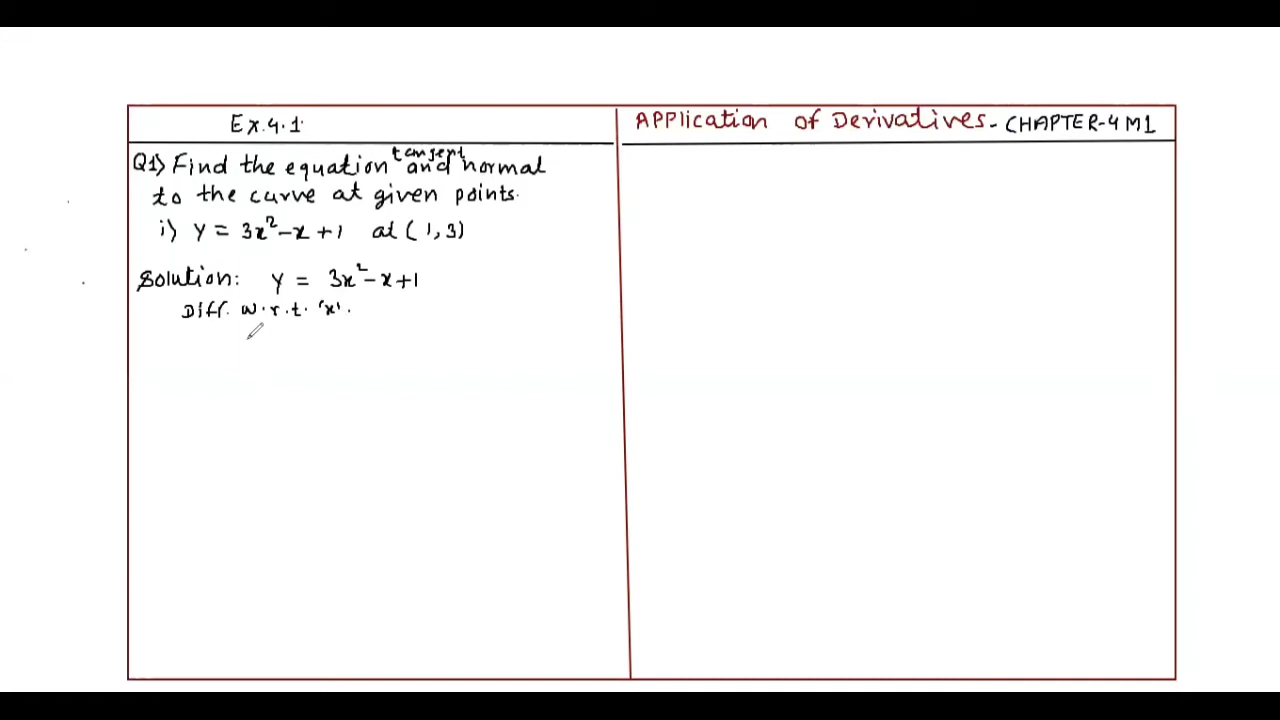 Ex.4.1.
Q1) Find the equation tangent and normal
to the curve at given points.
i) y = 3x² - x + 1 at (1, 3)
Solution: y = 3x² - x + 1
Diff. w.r.t. 'x'.
APPlication of Derivatives - CHAPTER-4 M1